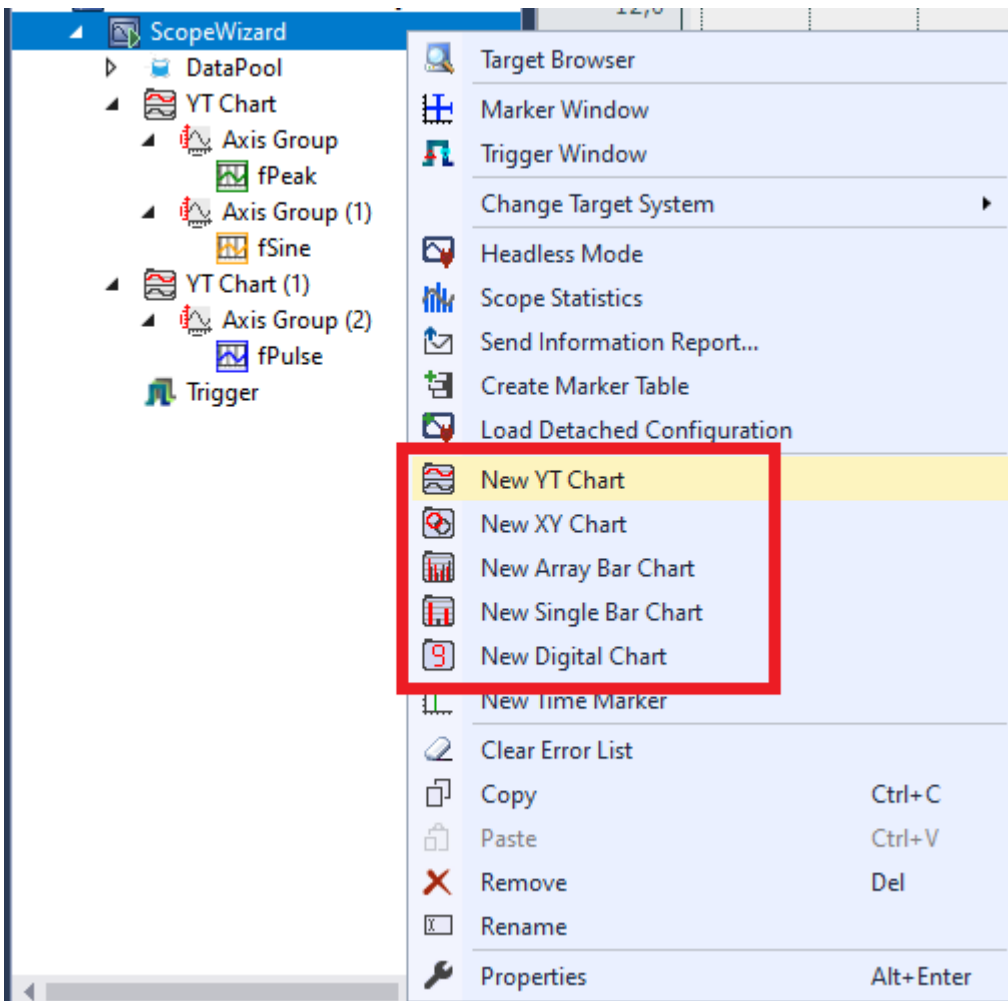 12,0
ScopeWizard
DataPool
YT Chart
Axis Group
fPeak
Axis Group (1)
fSine
YT Chart (1)
Axis Group (2)
fPulse
Trigger
Target Browser
Marker Window
Trigger Window
Change Target System
Headless Mode
Scope Statistics
Send Information Report...
Create Marker Table
Load Detached Configuration
New YT Chart
New XY Chart
New Array Bar Chart
New Single Bar Chart
New Digital Chart
New Time Marker
Clear Error List
Copy Ctrl+C
Paste Ctrl+V
Remove Del
Rename
Properties Alt+Enter